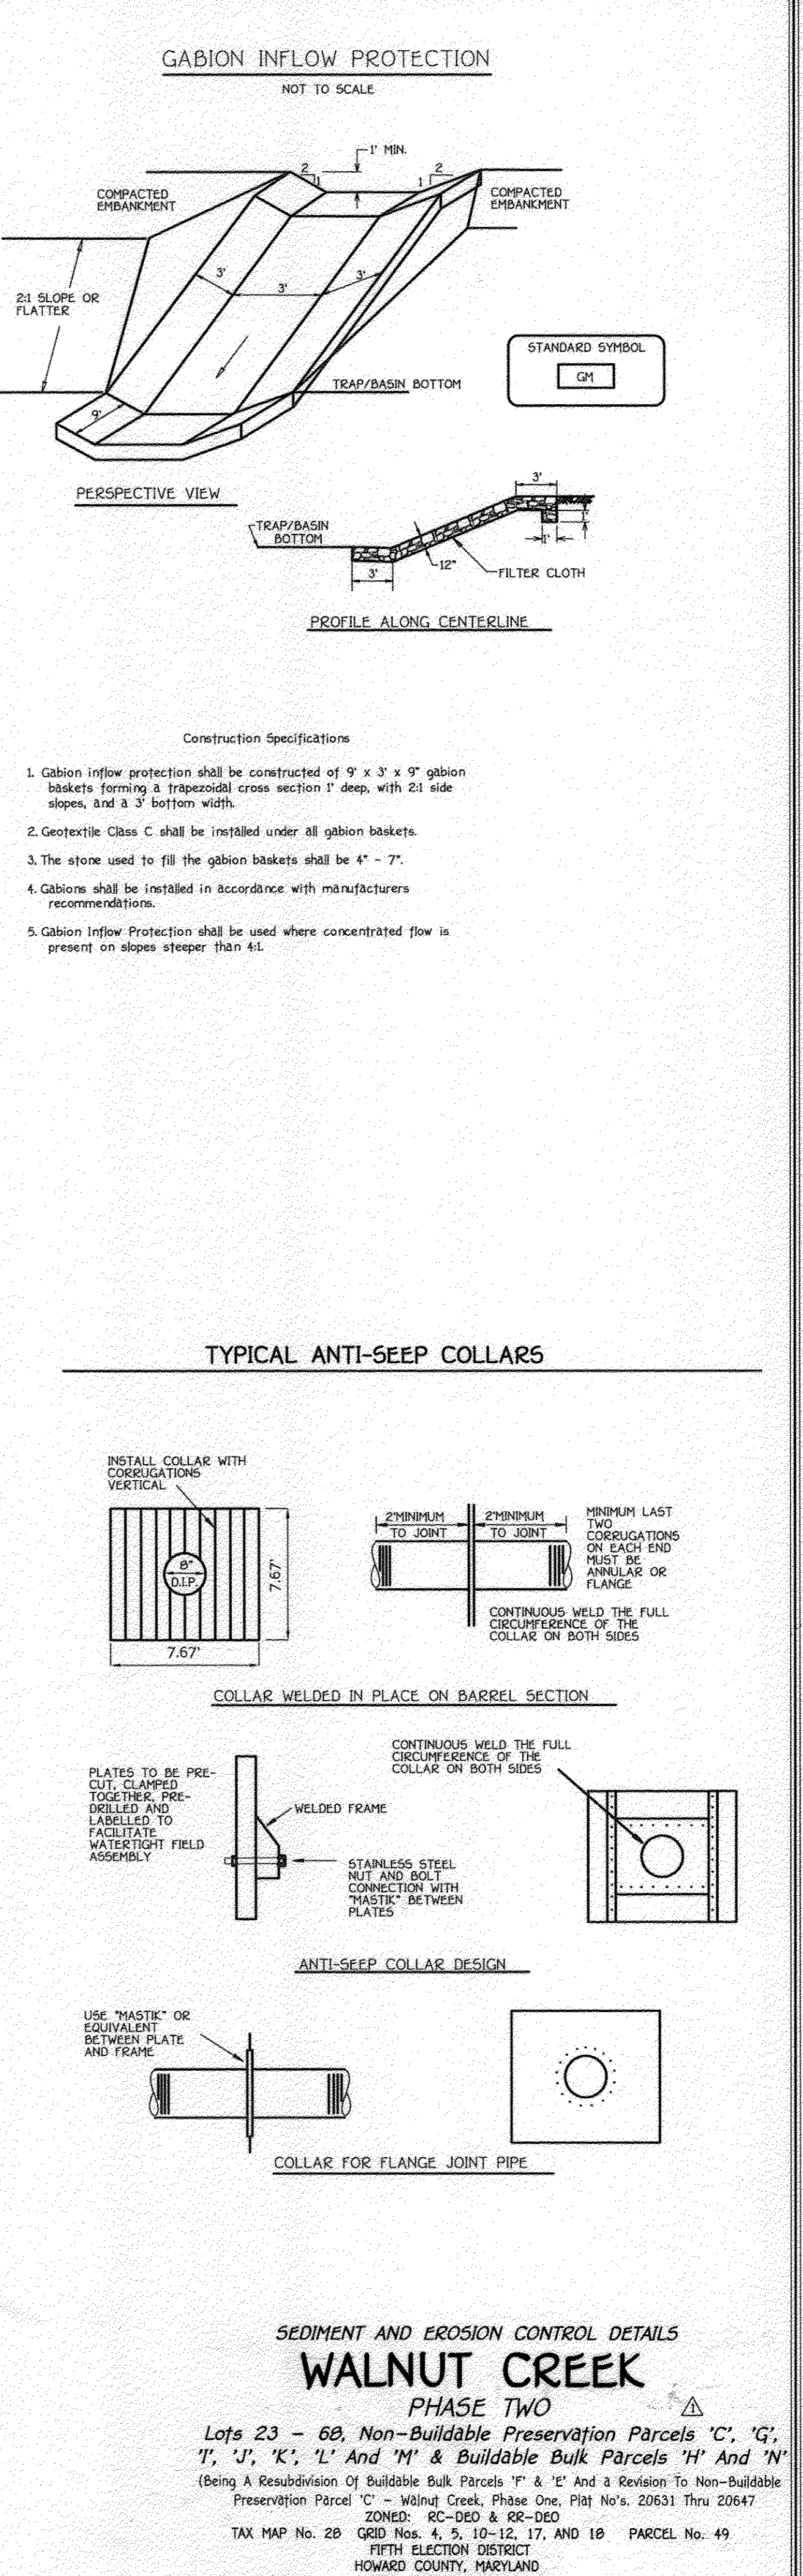 GABION INFLOW PROTECTION
NOT TO SCALE
1' MIN.
2
1
2
1
COMPACTED
EMBANKMENT
COMPACTED
EMBANKMENT
3'
3'
3'
2:1 SLOPE OR
FLATTER
STANDARD SYMBOL
GM
TRAP/BASIN BOTTOM
9'
PERSPECTIVE VIEW
3'
TRAP/BASIN
BOTTOM
1'
1'
12"
FILTER CLOTH
3'
PROFILE ALONG CENTERLINE
Construction Specifications
1. Gabion inflow protection shall be constructed of 9' x 3' x 9" gabion
baskets forming a trapezoidal cross section 1' deep, with 2:1 side
slopes, and a 3' bottom width.
2. Geotextile Class C shall be installed under all gabion baskets.
3. The stone used to fill the gabion baskets shall be 4" - 7".
4. Gabions shall be installed in accordance with manufacturers
recommendations.
5. Gabion Inflow Protection shall be used where concentrated flow is
present on slopes steeper than 4:1.
TYPICAL ANTI-SEEP COLLARS
INSTALL COLLAR WITH
CORRUGATIONS
VERTICAL
8"
D.I.P.
7.67'
7.67'
2'MINIMUM
TO JOINT
2'MINIMUM
TO JOINT
MINIMUM LAST
TWO
CORRUGATIONS
ON EACH END
MUST BE
ANNULAR OR
FLANGE
CONTINUOUS WELD THE FULL
CIRCUMFERENCE OF THE
COLLAR ON BOTH SIDES
COLLAR WELDED IN PLACE ON BARREL SECTION
PLATES TO BE PRE-
CUT, CLAMPED
TOGETHER, PRE-
DRILLED AND
LABELLED TO
FACILITATE
WATERTIGHT FIELD
ASSEMBLY
WELDED FRAME
STAINLESS STEEL
NUT AND BOLT
CONNECTION WITH
"MASTIK" BETWEEN
PLATES
CONTINUOUS WELD THE FULL
CIRCUMFERENCE OF THE
COLLAR ON BOTH SIDES
ANTI-SEEP COLLAR DESIGN
USE "MASTIK" OR
EQUIVALENT
BETWEEN PLATE
AND FRAME
COLLAR FOR FLANGE JOINT PIPE
SEDIMENT AND EROSION CONTROL DETAILS
WALNUT CREEK
PHASE TWO
1
Lots 23 - 68, Non-Buildable Preservation Parcels 'C', 'G',
'I', 'J', 'K', 'L' And 'M' & Buildable Bulk Parcels 'H' And 'N'
(Being A Resubdivision Of Buildable Bulk Parcels 'F' & 'E' And a Revision To Non-Buildable
Preservation Parcel 'C' - Walnut Creek, Phase One, Plat No's. 20631 Thru 20647
ZONED: RC-DEO & RR-DEO
TAX MAP No. 28 GRID Nos. 4, 5, 10-12, 17, AND 18 PARCEL No. 49
FIFTH ELECTION DISTRICT
HOWARD COUNTY, MARYLAND